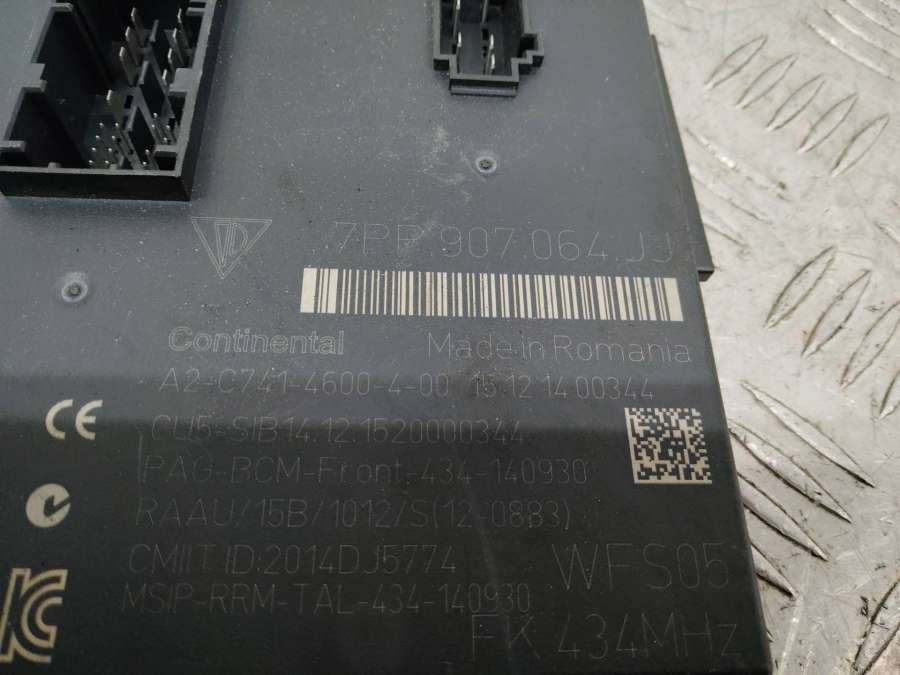 7PP.907.064.JJ
Continental Made in Romania
A2-C741-4600 4-00 15.12.14 00344
CU5-SIB 14.12.1520000344
PAG-BCM-Front-434-140930
RAAU/15B/1012/S(12-0883)
CMIIT ID:2014DJ5774
MSIP-RRM-TAL-434-140930
WFS05
FK 434MHz
CE